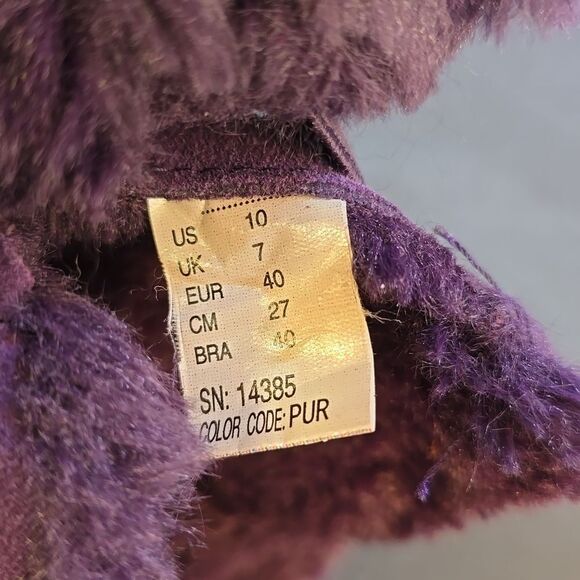 US 10
UK 7
EUR 40
CM 27
BRA 40
SN: 14385
COLOR CODE: PUR